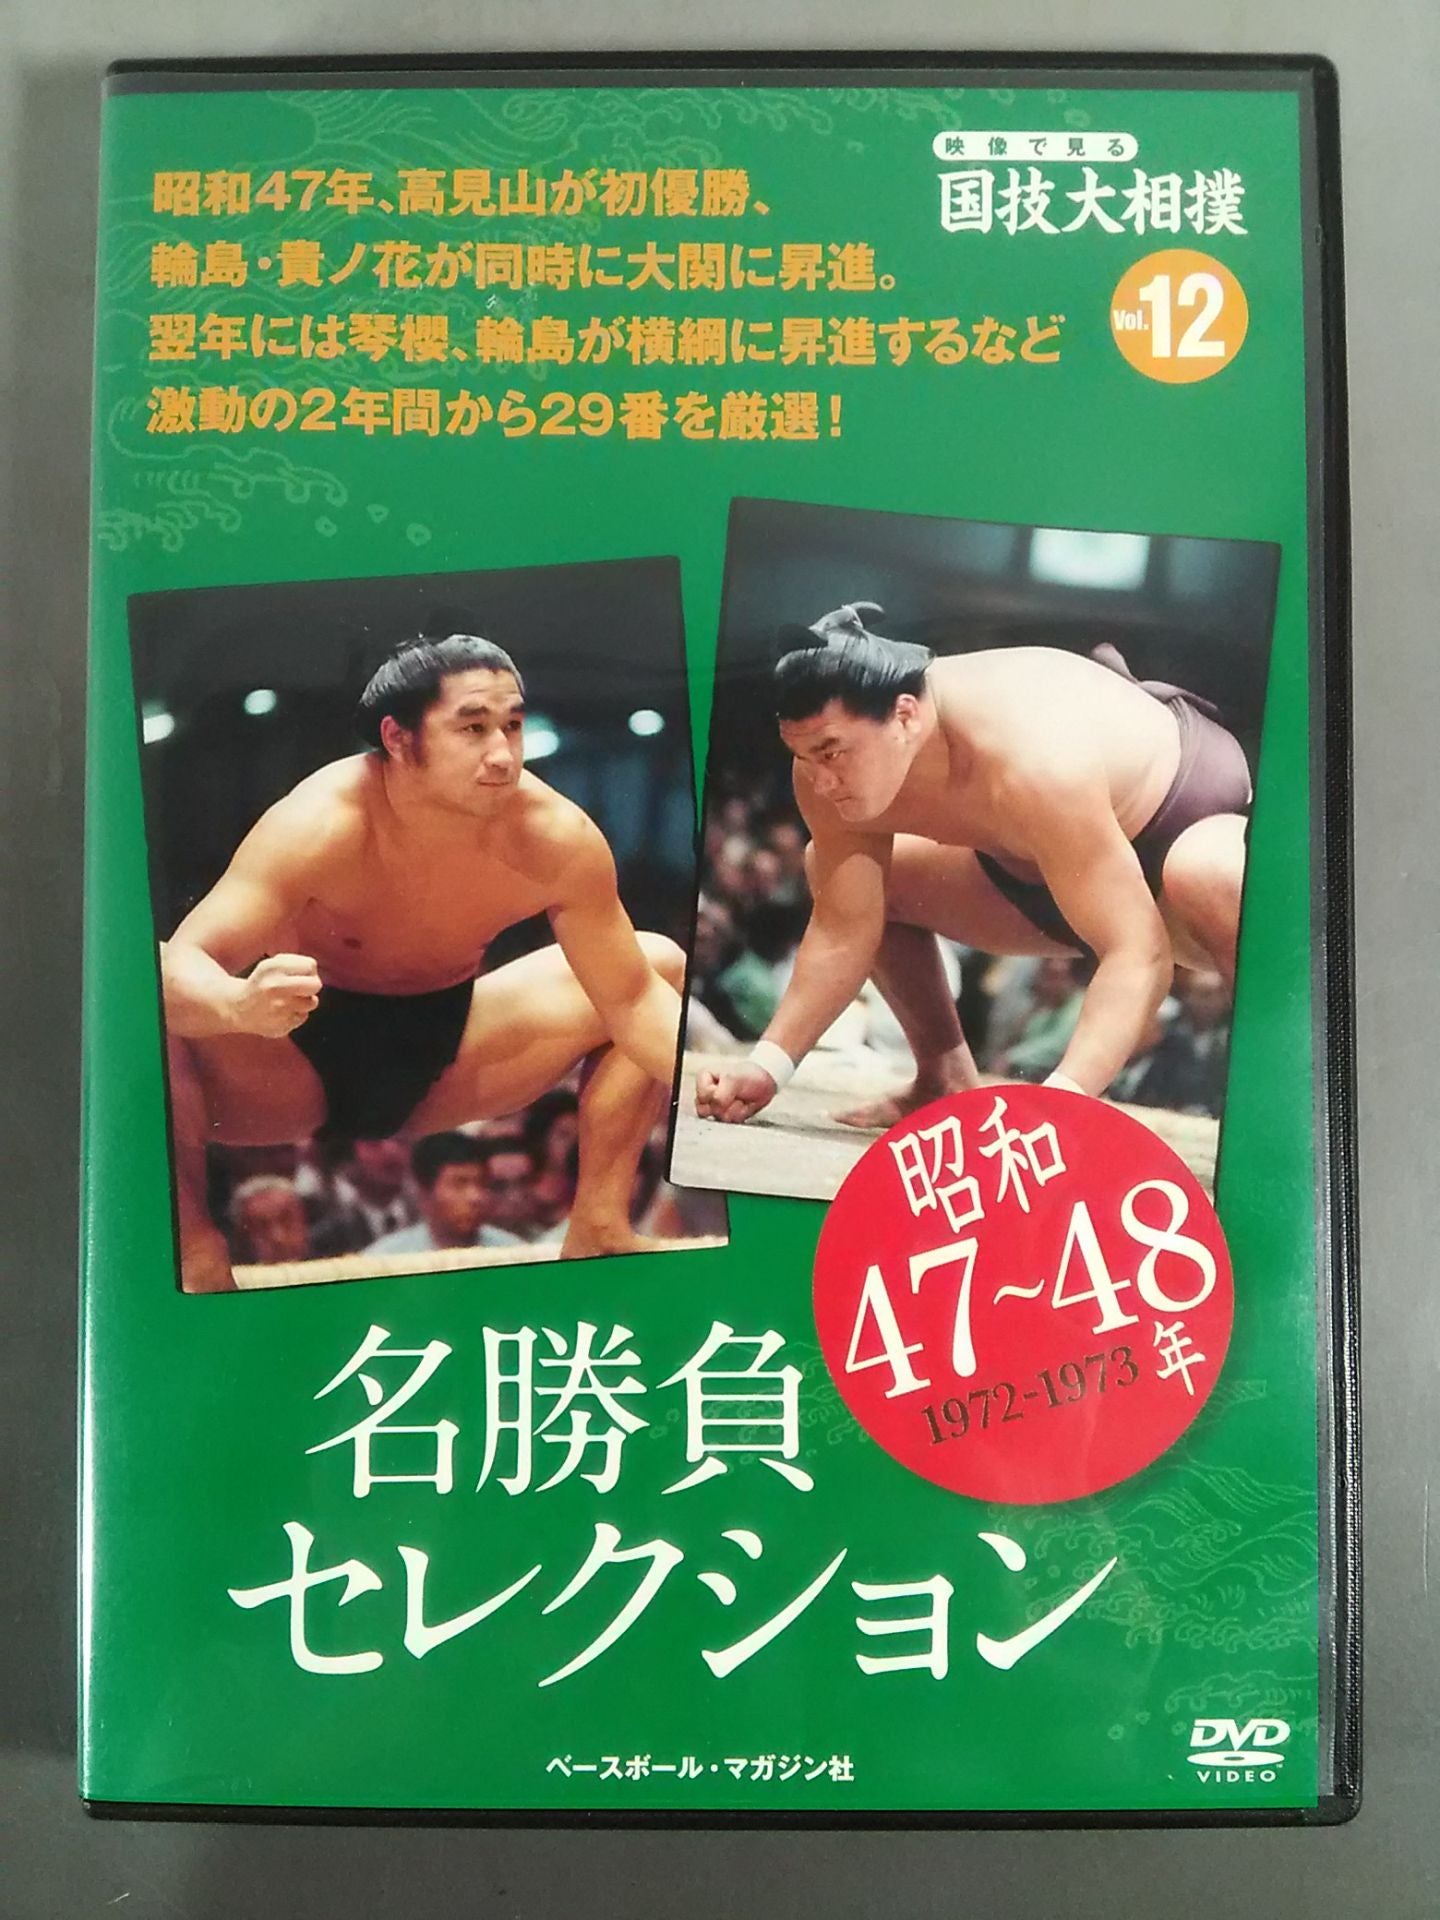 映像で見る
国技大相撲
Vol.12
昭和47年、高見山が初優勝、
輪島・貴ノ花が同時に大関に昇進。
翌年には琴櫻、輪島が横綱に昇進するなど
激動の2年間から29番を厳選！
昭和
47〜48年
1972-1973
名勝負
セレクション
ベースボール・マガジン社
DVD
VIDEO